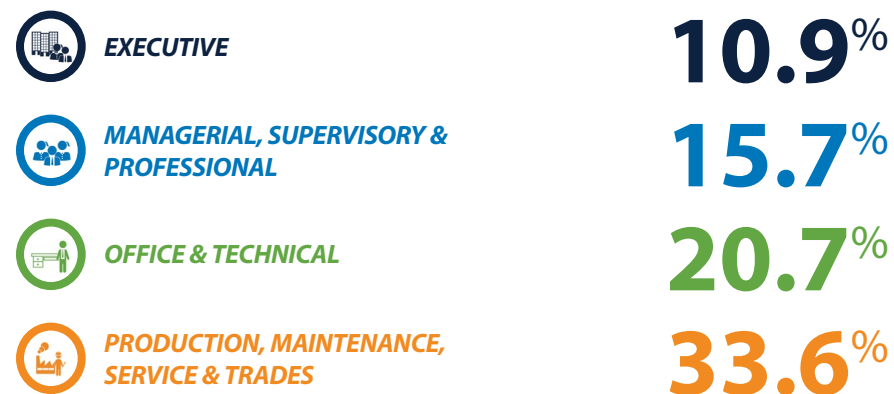 EXECUTIVE 10.9%
MANAGERIAL, SUPERVISORY &
PROFESSIONAL 15.7%
OFFICE & TECHNICAL 20.7%
PRODUCTION, MAINTENANCE,
SERVICE & TRADES 33.6%